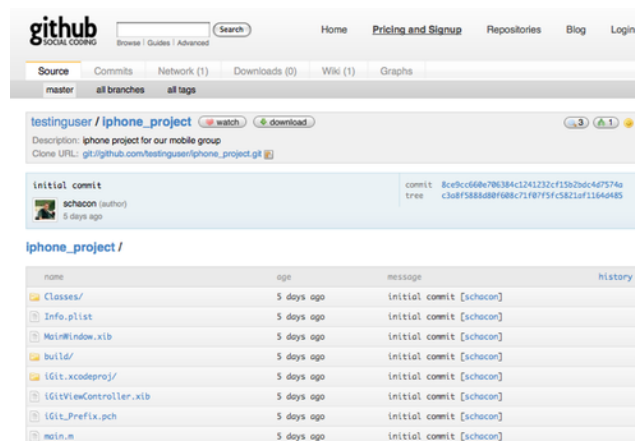 github
SOCIAL CODING
Search
Browse | Guides | Advanced
Home Pricing and Signup Repositories Blog Login
Source Commits Network (1) Downloads (0) Wiki (1) Graphs
master all branches all tags
testinguser / iphone_project watch download 3 1
Description: iphone project for our mobile group
Clone URL: git://github.com/testinguser/iphone_project.git
initial commit
schacon (author)
5 days ago
commit 8ce9cc660e706384c1241232cf15b2bdc4d7574a
tree c3a8f5888d80f608c71f07f5fc5821af1164d485
iphone_project /
name age message history
Classes/ 5 days ago initial commit [schacon]
Info.plist 5 days ago initial commit [schacon]
MainWindow.xib 5 days ago initial commit [schacon]
build/ 5 days ago initial commit [schacon]
iGit.xcodeproj/ 5 days ago initial commit [schacon]
iGitViewController.xib 5 days ago initial commit [schacon]
iGit_Prefix.pch 5 days ago initial commit [schacon]
main.m 5 days ago initial commit [schacon]